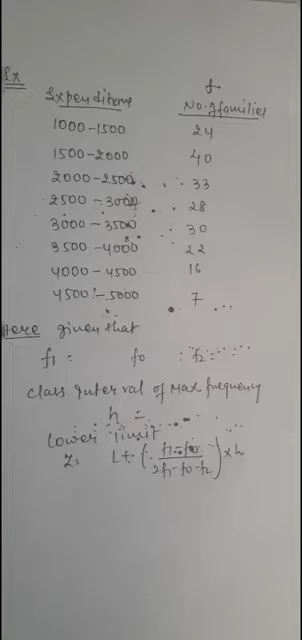 Ex
f
Expenditure No. of families
1000-1500 24
1500-2000 40
2000-2500 33
2500-3000 28
3000-3500 30
3500-4000 22
4000-4500 16
4500-5000 7
Here given that
f1 = f0 = f2 =
class interval of Max frequency
h =
lower limit
Z = L + (f1-f0 / 2f1-f0-f2) × h